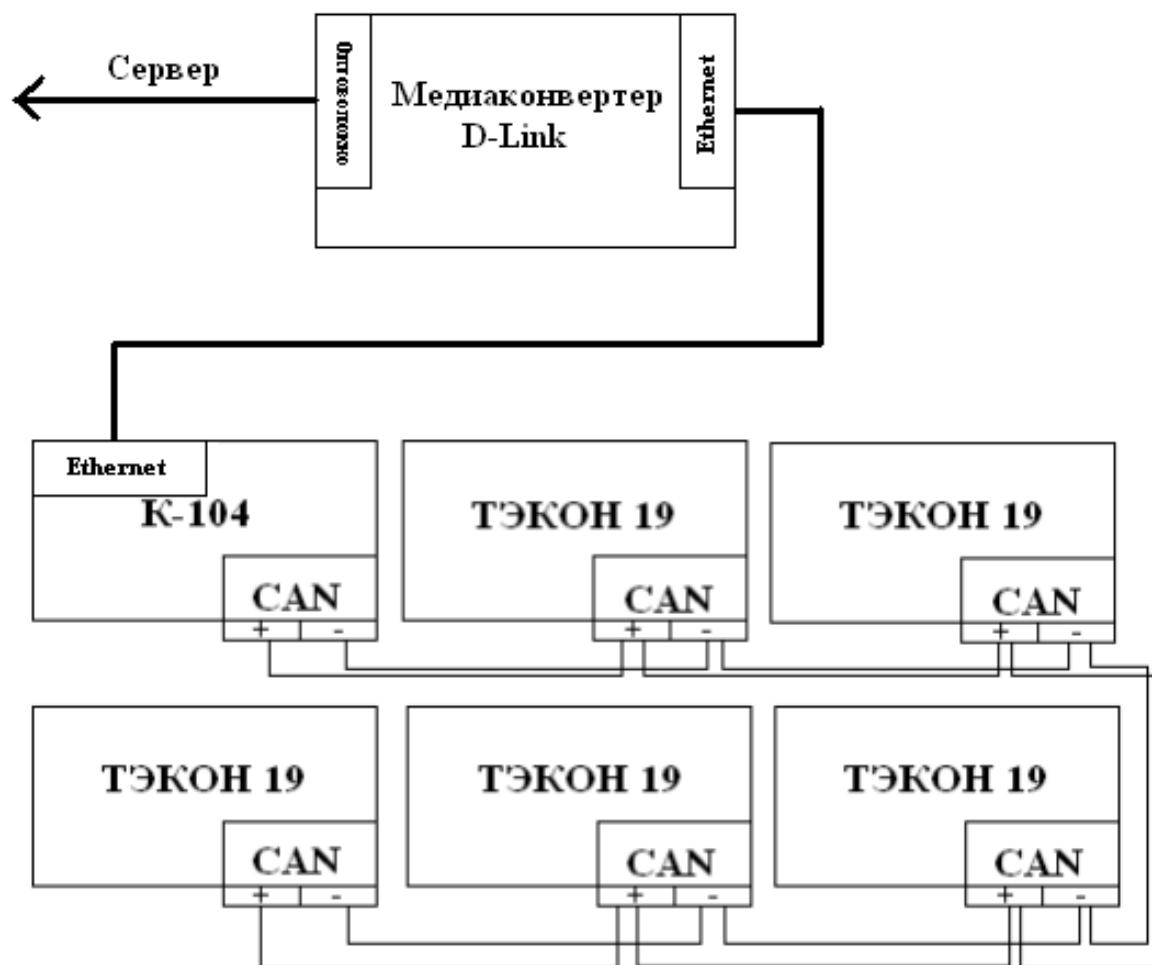 Сервер
Оптоволокно
Медиаконвертер
D-Link
Ethernet
Ethernet
К-104
CAN
+ -
ТЭКОН 19
CAN
+ -
ТЭКОН 19
CAN
+ -
ТЭКОН 19
CAN
+ -
ТЭКОН 19
CAN
+ -
ТЭКОН 19
CAN
+ -